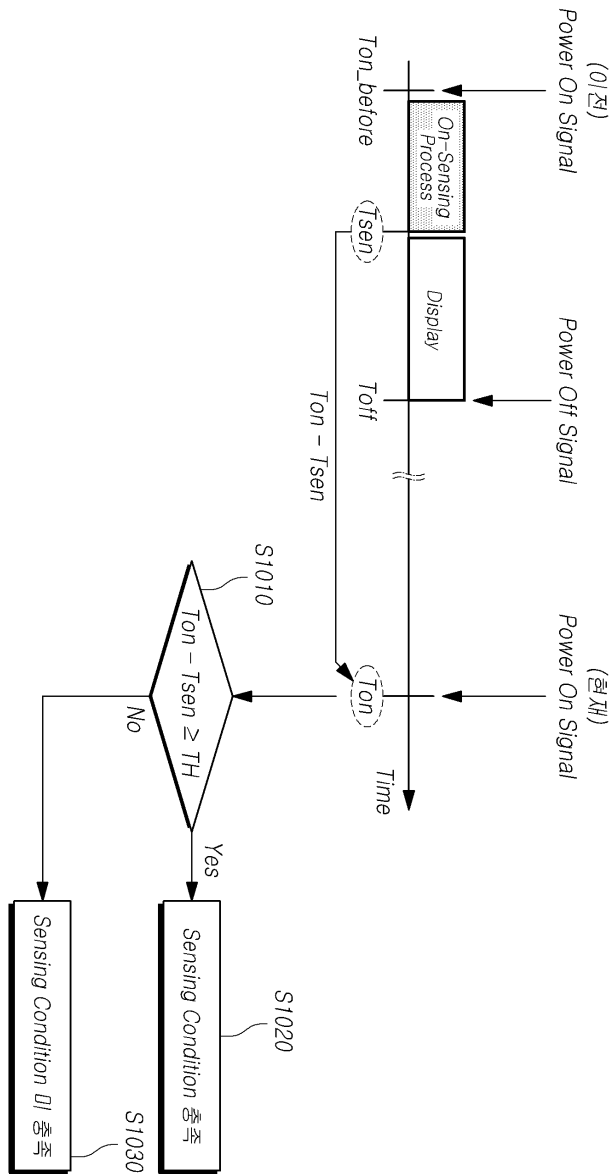 (이전)
Power On Signal
Power Off Signal
(현재)
Power On Signal
On-Sensing
Process
Display
Ton_before
Tsen
Toff
Ton
Time
Ton - Tsen
S1010
Ton - Tsen ≥ TH
Yes
No
Sensing Condition 충족
S1020
Sensing Condition 미 충족
S1030